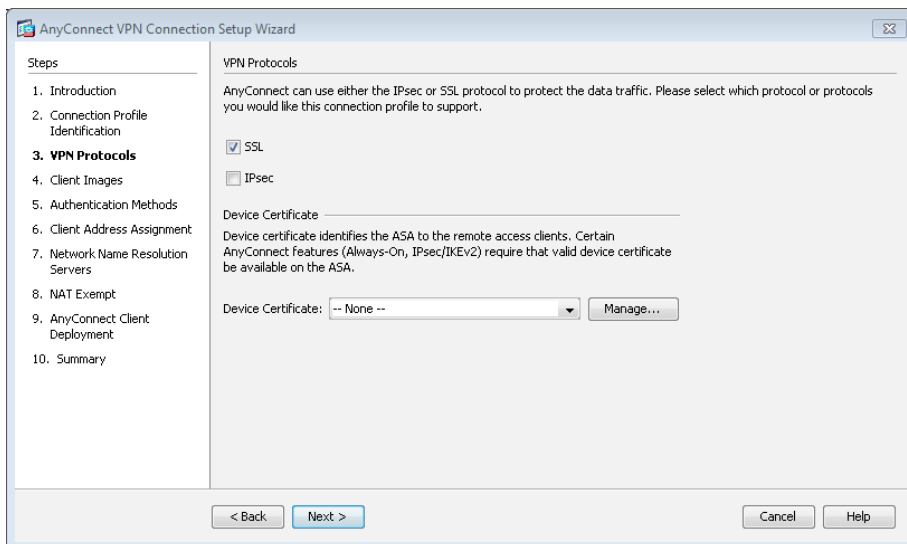 AnyConnect VPN Connection Setup Wizard
Steps
1. Introduction
2. Connection Profile
Identification
3. VPN Protocols
4. Client Images
5. Authentication Methods
6. Client Address Assignment
7. Network Name Resolution
Servers
8. NAT Exempt
9. AnyConnect Client
Deployment
10. Summary
VPN Protocols
AnyConnect can use either the IPsec or SSL protocol to protect the data traffic. Please select which protocol or protocols
you would like this connection profile to support.
SSL
IPsec
Device Certificate
Device certificate identifies the ASA to the remote access clients. Certain
AnyConnect features (Always-On, IPsec/IKEv2) require that valid device certificate
be available on the ASA.
Device Certificate: -- None -- Manage...
< Back Next > Cancel Help